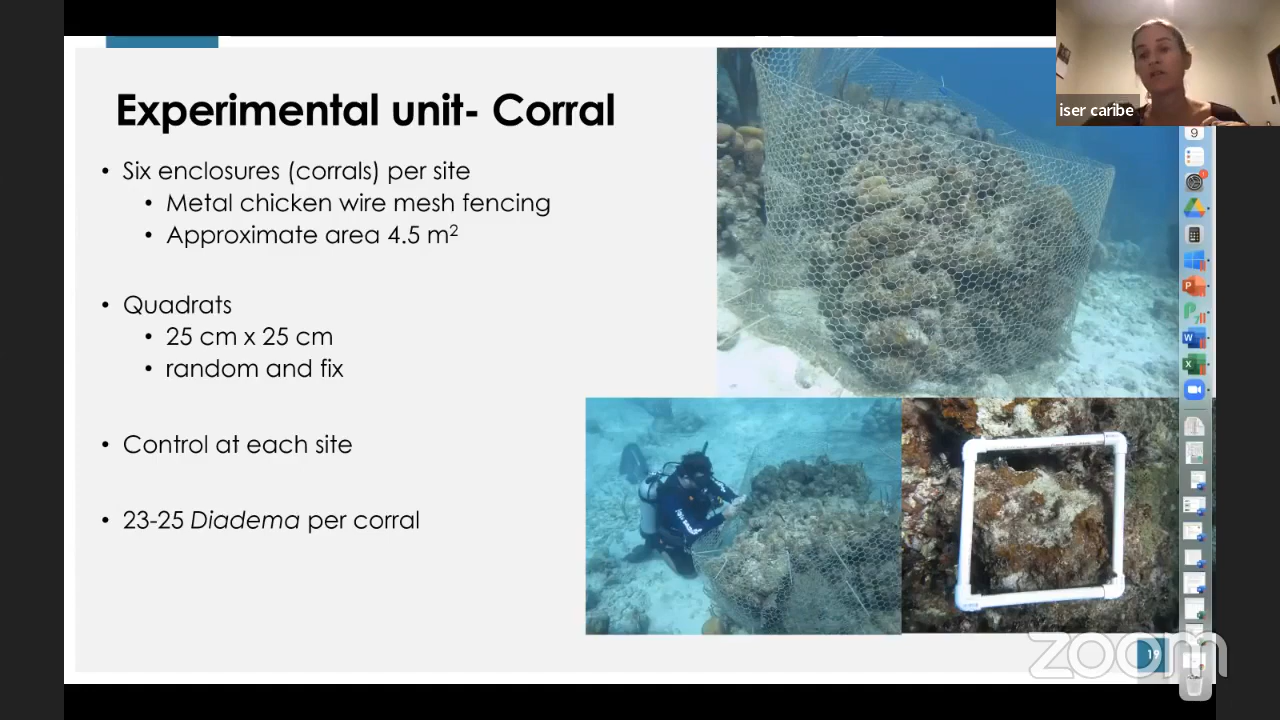 Experimental unit- Corral
• Six enclosures (corrals) per site
• Metal chicken wire mesh fencing
• Approximate area 4.5 m²
• Quadrats
• 25 cm x 25 cm
• random and fix
• Control at each site
• 23-25 Diadema per corral
iser caribe
9
19
zoom